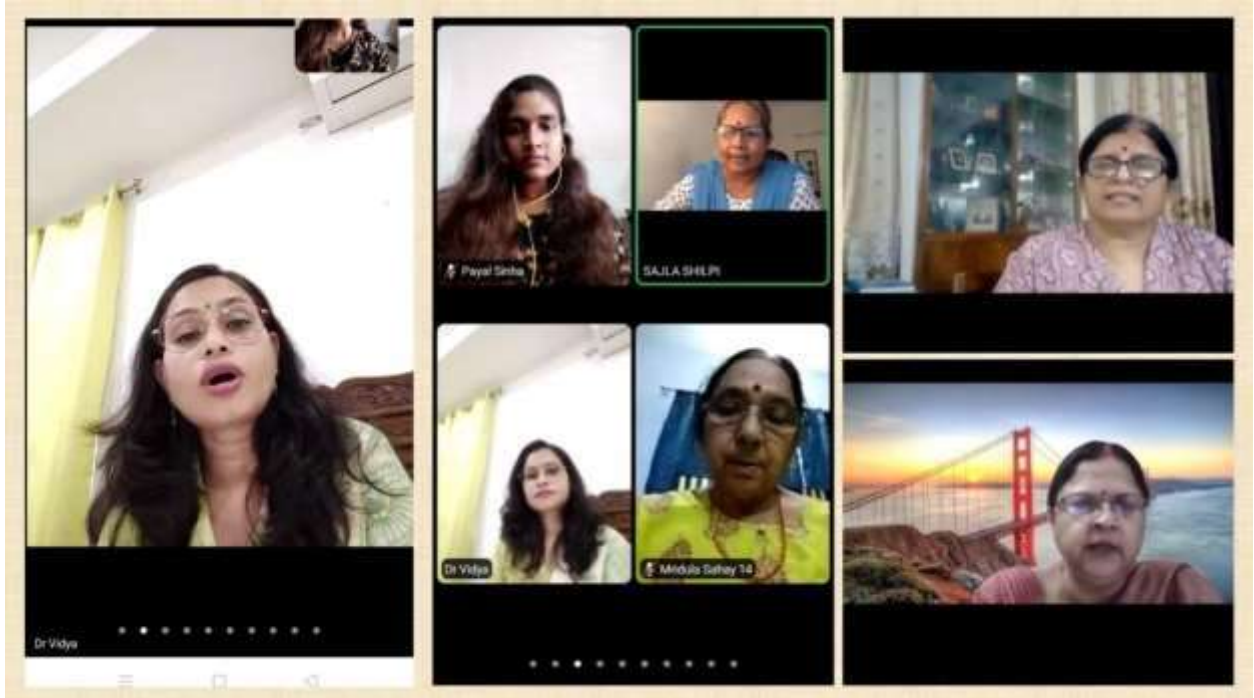 Dr Vidya
Payal Sinha
SAJLA SHILPI
Dr Vidya
Mridula Sahay 14